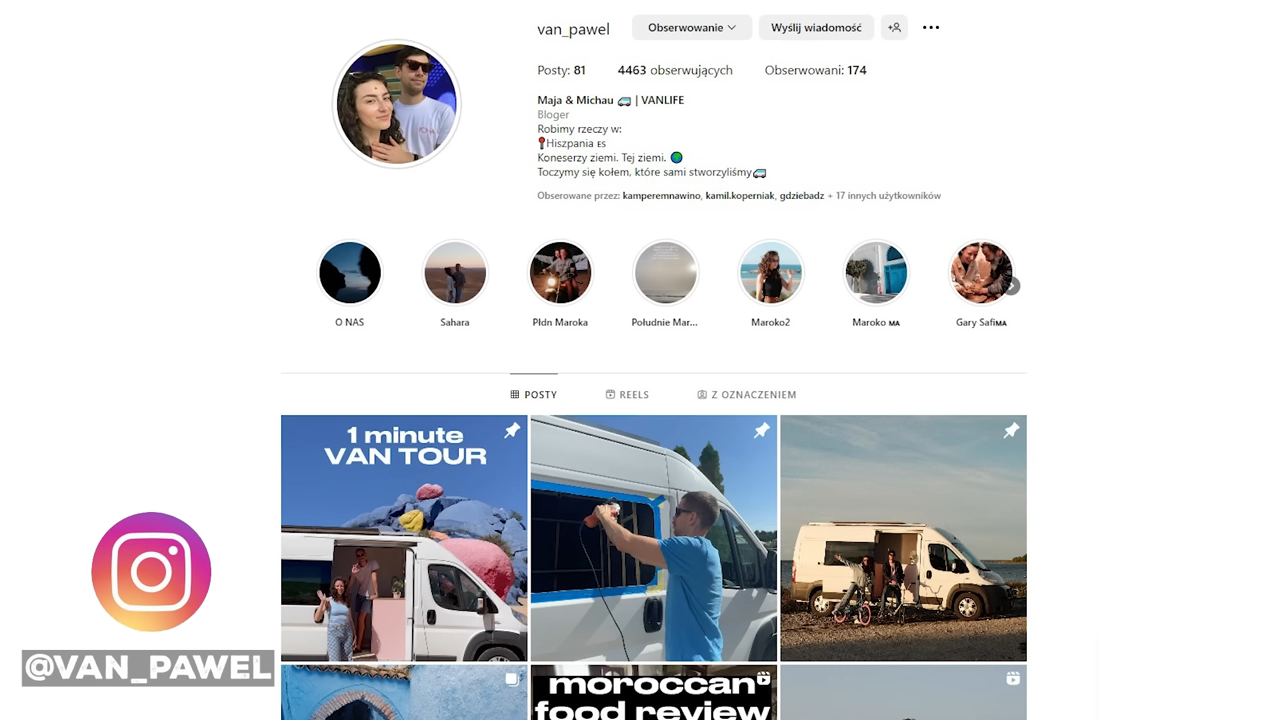 van_pawel
Obserwowanie
Wyślij wiadomość
Posty: 81
4463 obserwujących
Obserwowani: 174
Maja & Michau 🚐 | VANLIFE
Bloger
Robimy rzeczy w:
📍Hiszpania ES
Koneserzy ziemi. Tej ziemi. 🌍
Toczymy się kołem, które sami stworzyliśmy🚐
Obserwowane przez: kamperemnawino, kamil.koperniak, gdziebadz + 17 innych użytkowników
O NAS
Sahara
Płdn Maroka
Południe Mar...
Maroko2
Maroko MA
Gary SafiMA
POSTY
REELS
Z OZNACZENIEM
1 minute
VAN TOUR
moroccan
food review
@VAN_PAWEL